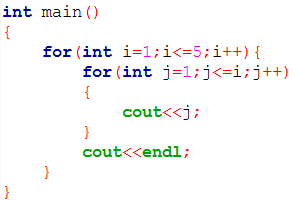 int main()
{
    for(int i=1;i<=5;i++){
        for(int j=1;j<=i;j++)
        {
            cout<<j;
        }
        cout<<endl;
    }
}